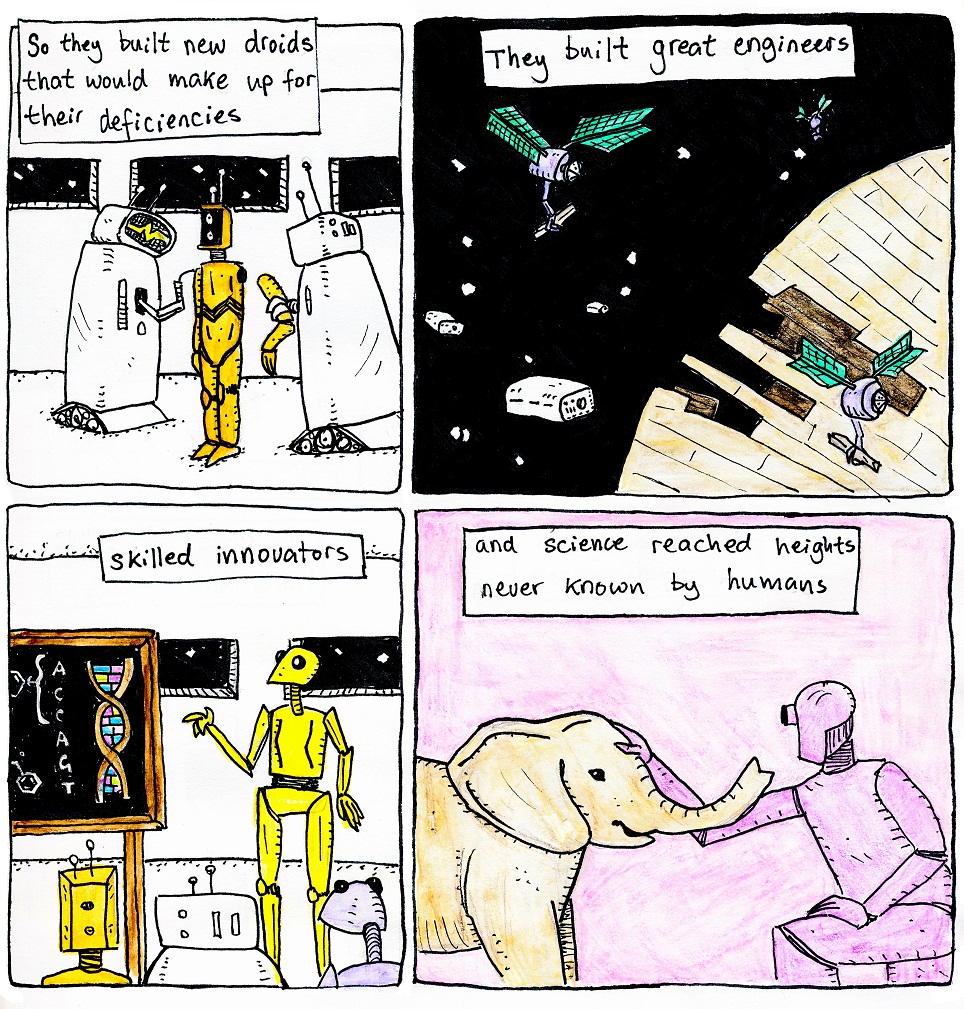 So they built new droids
that would make up for
their deficiencies
They built great engineers
skilled innovators
A
C
C
C
A
G
T
and science reached heights
never known by humans